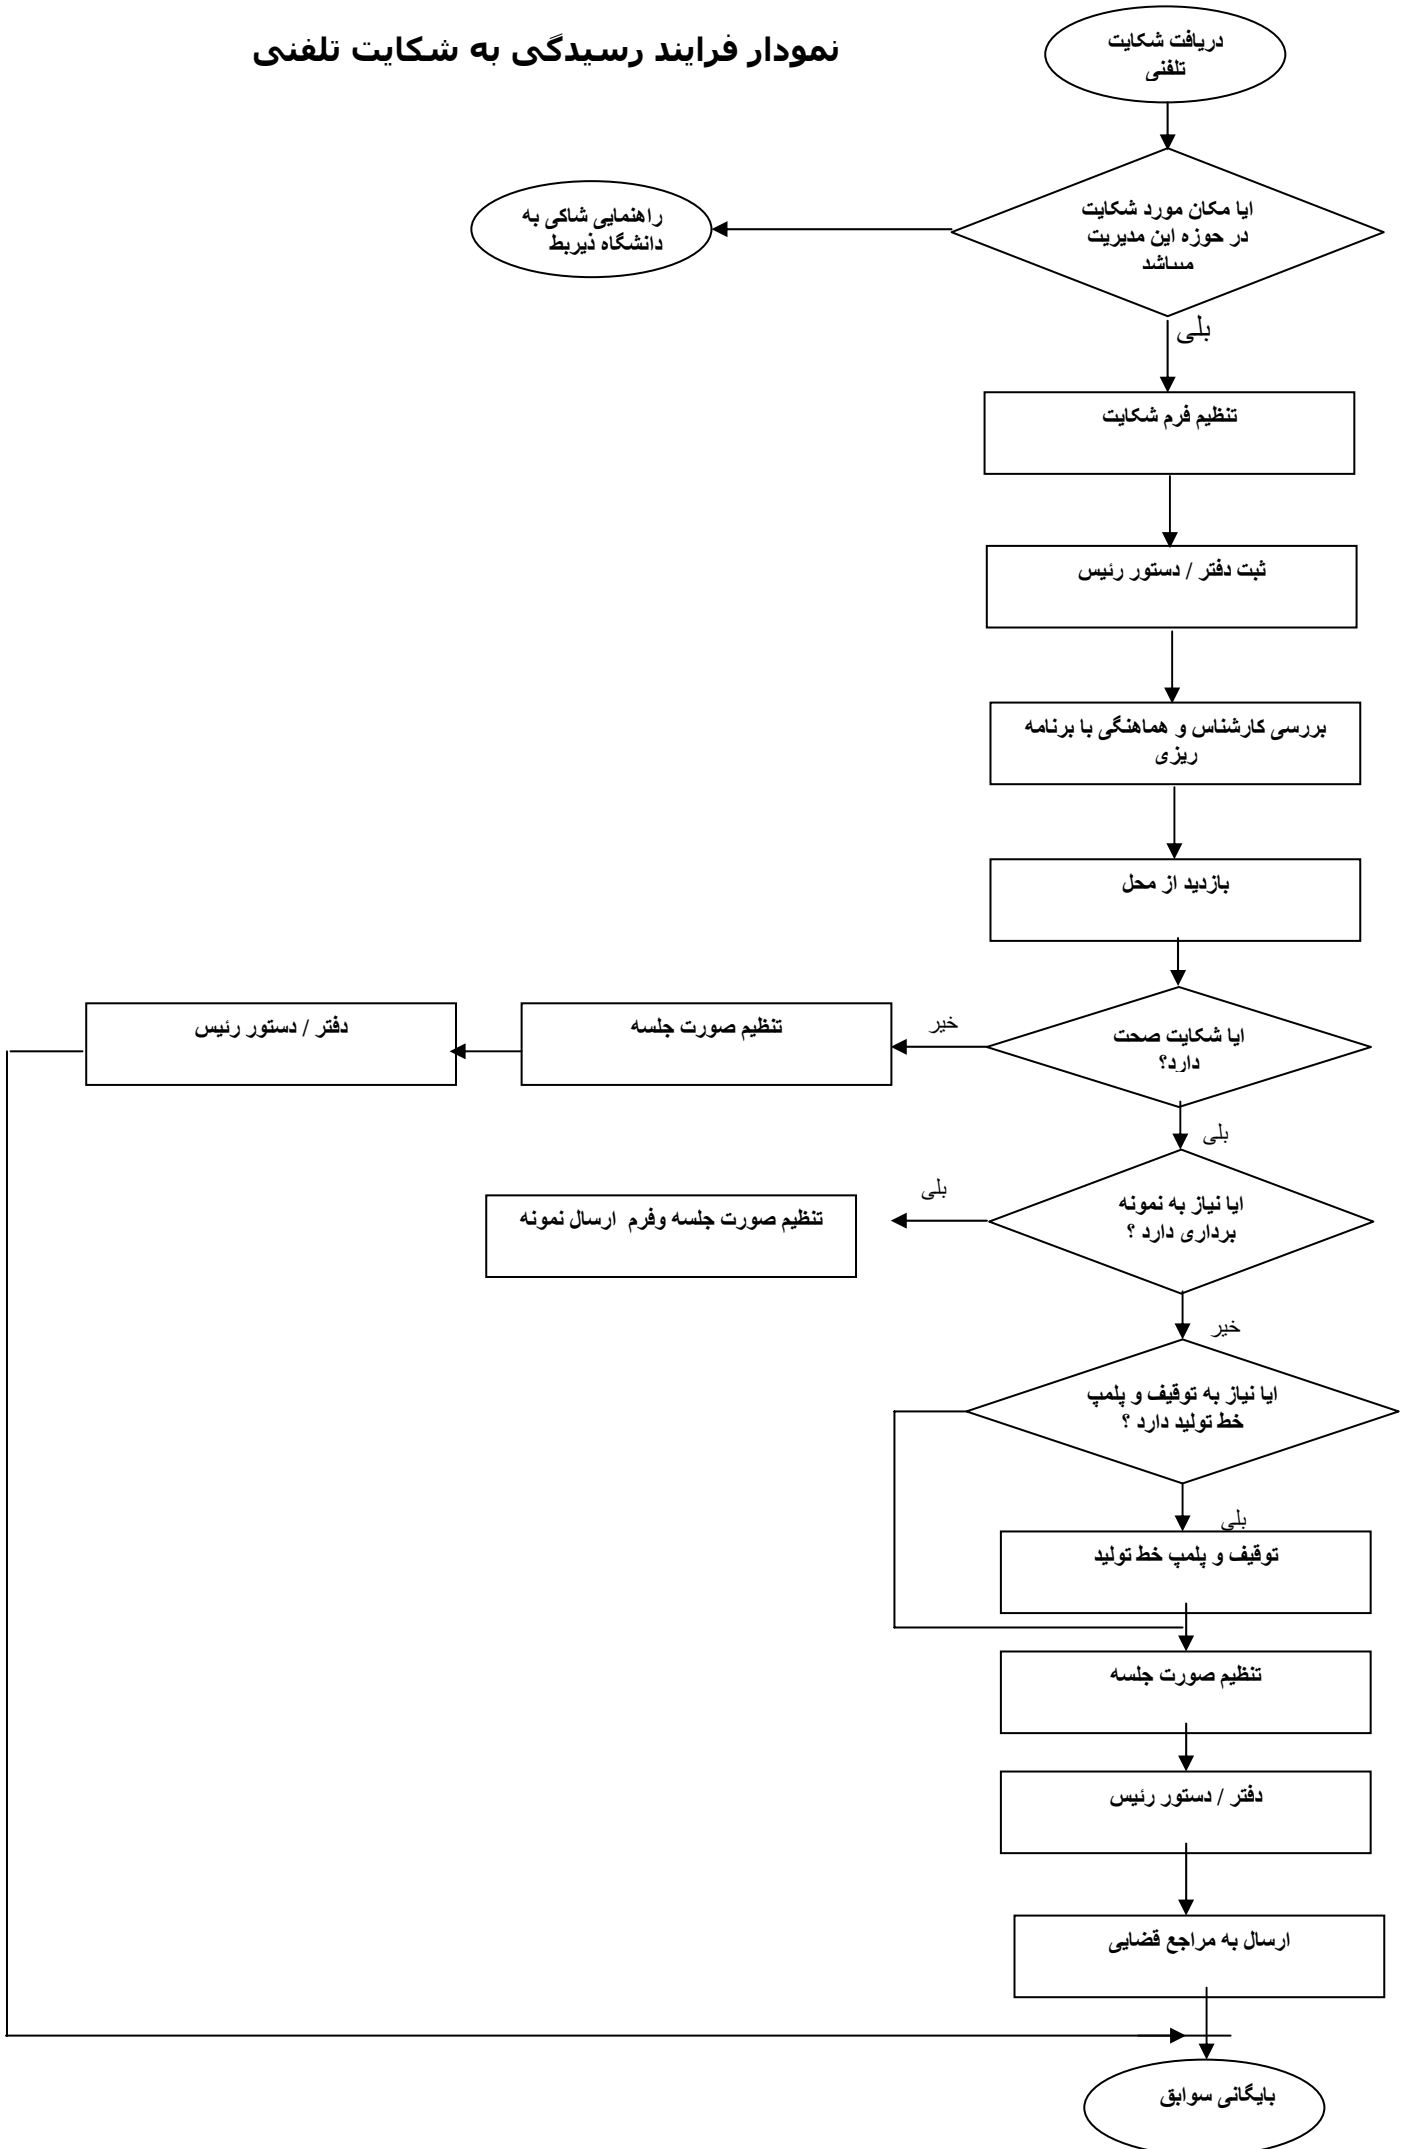 نمودار فرایند رسیدگی به شکایت تلفنی
دریافت شکایت
تلفنی
ایا مکان مورد شکایت
در حوزه این مدیریت
میباشد
راهنمایی شاکی به
دانشگاه ذیربط
بلی
تنظیم فرم شکایت
ثبت دفتر / دستور رئیس
بررسی کارشناس و هماهنگی با برنامه
ریزی
بازدید از محل
ایا شکایت صحت
دارد؟
خیر
تنظیم صورت جلسه
دفتر / دستور رئیس
بلی
ایا نیاز به نمونه
برداری دارد ؟
بلی
تنظیم صورت جلسه وفرم ارسال نمونه
خیر
ایا نیاز به توقیف و پلمپ
خط تولید دارد ؟
بلی
توقیف و پلمپ خط تولید
تنظیم صورت جلسه
دفتر / دستور رئیس
ارسال به مراجع قضایی
بایگانی سوابق